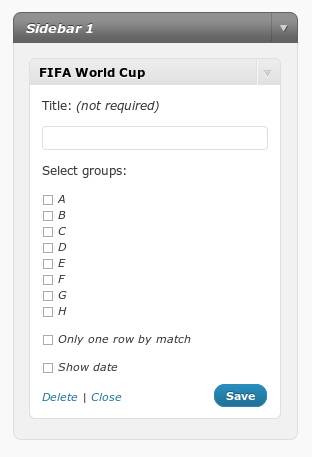 Sidebar 1
FIFA World Cup
Title: (not required)
Select groups:
A
B
C
D
E
F
G
H
Only one row by match
Show date
Delete | Close
Save